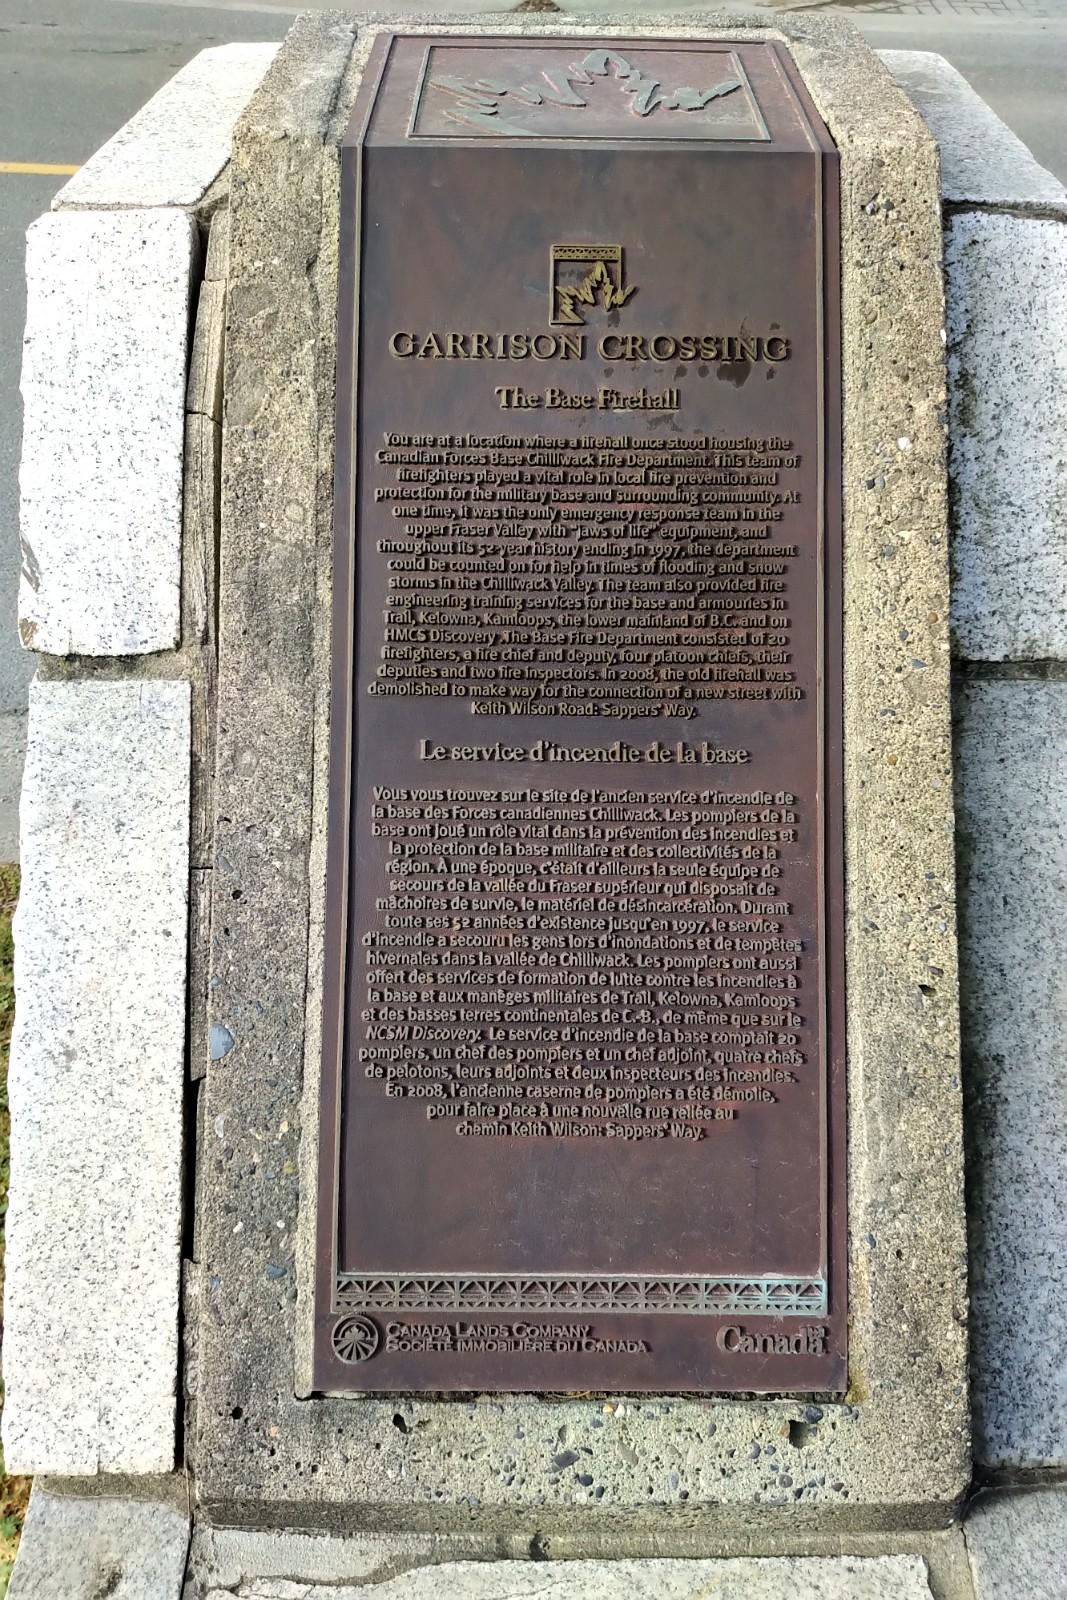 GARRISON CROSSING
The Base Firehall
You are at a location where a firehall once stood housing the
Canadian Forces Base Chilliwack Fire Department. This team of
firefighters played a vital role in local fire prevention and
protection for the military base and surrounding community. At
one time, it was the only emergency response team in the
upper Fraser Valley with "jaws of life" equipment, and
throughout its 52-year history ending in 1997, the department
could be counted on for help in times of flooding and snow
storms in the Chilliwack Valley. The team also provided fire
engineering training services for the base and armouries in
Trail, Kelowna, Kamloops, the lower mainland of B.C. and on
HMCS Discovery .The Base Fire Department consisted of 20
firefighters, a fire chief and deputy, four platoon chiefs, their
deputies and two fire inspectors. In 2008, the old firehall was
demolished to make way for the connection of a new street with
Keith Wilson Road: Sappers' Way.
Le service d'incendie de la base
Vous vous trouvez sur le site de l'ancien service d'incendie de
la base des Forces canadiennes Chilliwack. Les pompiers de la
base ont joué un rôle vital dans la prévention des incendies et
la protection de la base militaire et des collectivités de la
région. À une époque, c'était d'ailleurs la seule équipe de
secours de la vallée du Fraser supérieur qui disposait de
mâchoires de survie, le matériel de désincarcération. Durant
toute ses 52 années d'existence jusqu'en 1997, le service
d'incendie a secouru les gens lors d'inondations et de tempêtes
hivernales dans la vallée de Chilliwack. Les pompiers ont aussi
offert des services de formation de lutte contre les incendies à
la base et aux manèges militaires de Trail, Kelowna, Kamloops
et des basses terres continentales de C.-B., de même que sur le
NCSM Discovery. Le service d'incendie de la base comptait 20
pompiers, un chef des pompiers et un chef adjoint, quatre chefs
de pelotons, leurs adjoints et deux inspecteurs des incendies.
En 2008, l'ancienne caserne de pompiers a été démolie,
pour faire place à une nouvelle rue reliée au
chemin Keith Wilson: Sappers' Way.
CANADA LANDS COMPANY
SOCIÉTÉ IMMOBILIÈRE DU CANADA
Canada